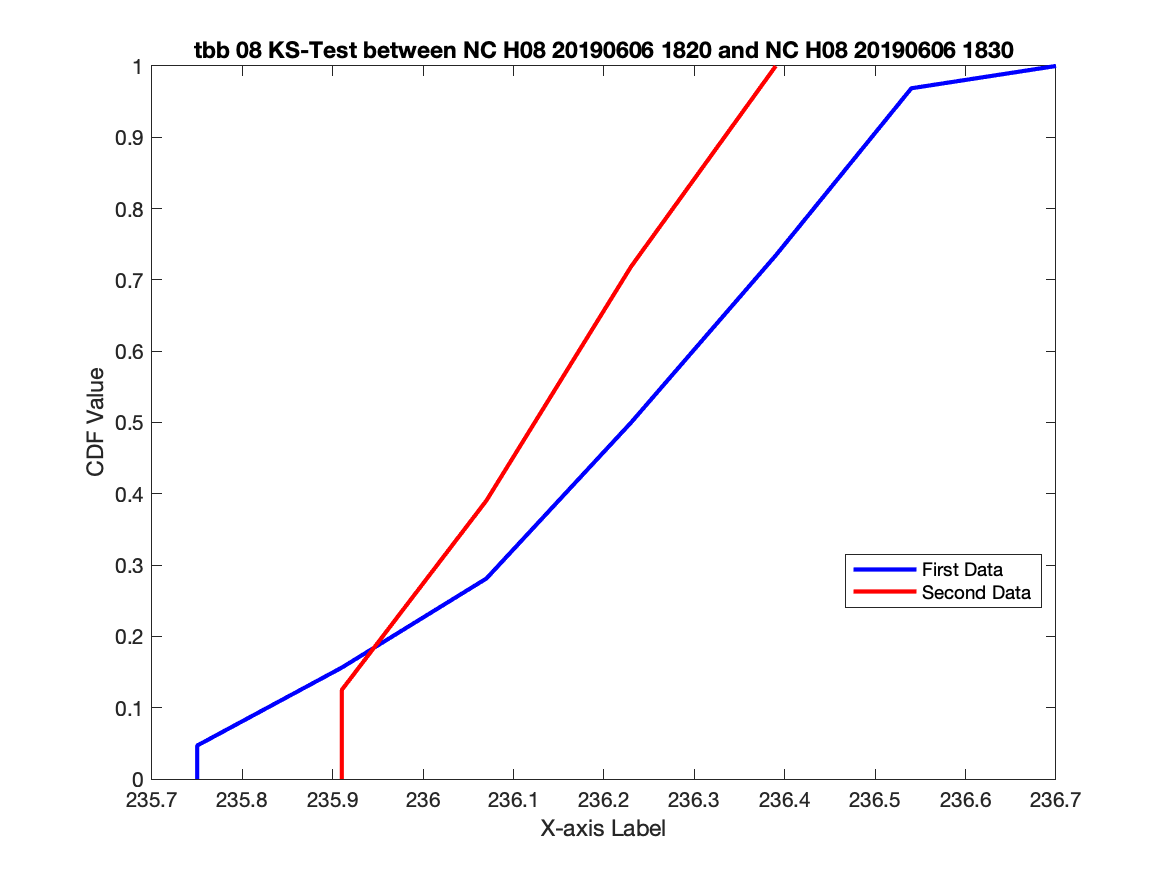 tbb 08 KS-Test between NC H08 20190606 1820 and NC H08 20190606 1830
1
0.9
0.8
0.7
0.6
0.5
0.4
0.3
0.2
0.1
0
CDF Value
First Data
Second Data
235.7 235.8 235.9 236 236.1 236.2 236.3 236.4 236.5 236.6 236.7
X-axis Label